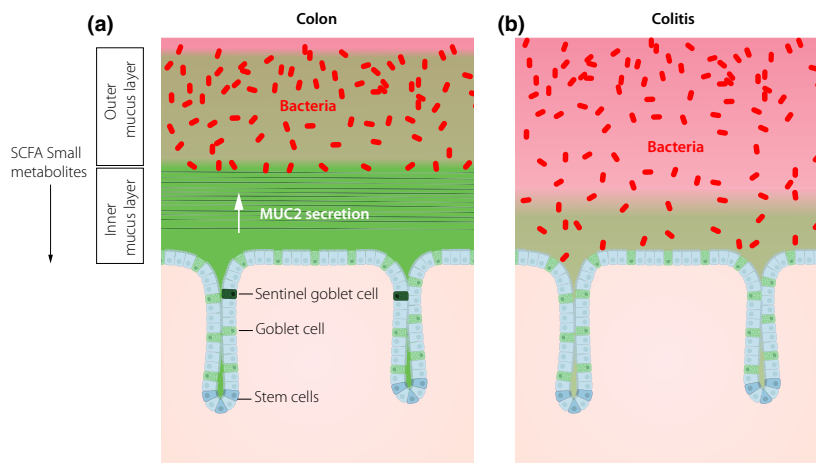 (a)
Colon
(b)
Colitis
Outer
mucus layer
Bacteria
Bacteria
SCFA Small
metabolites
Inner
mucus layer
MUC2 secretion
Sentinel goblet cell
Goblet cell
Stem cells